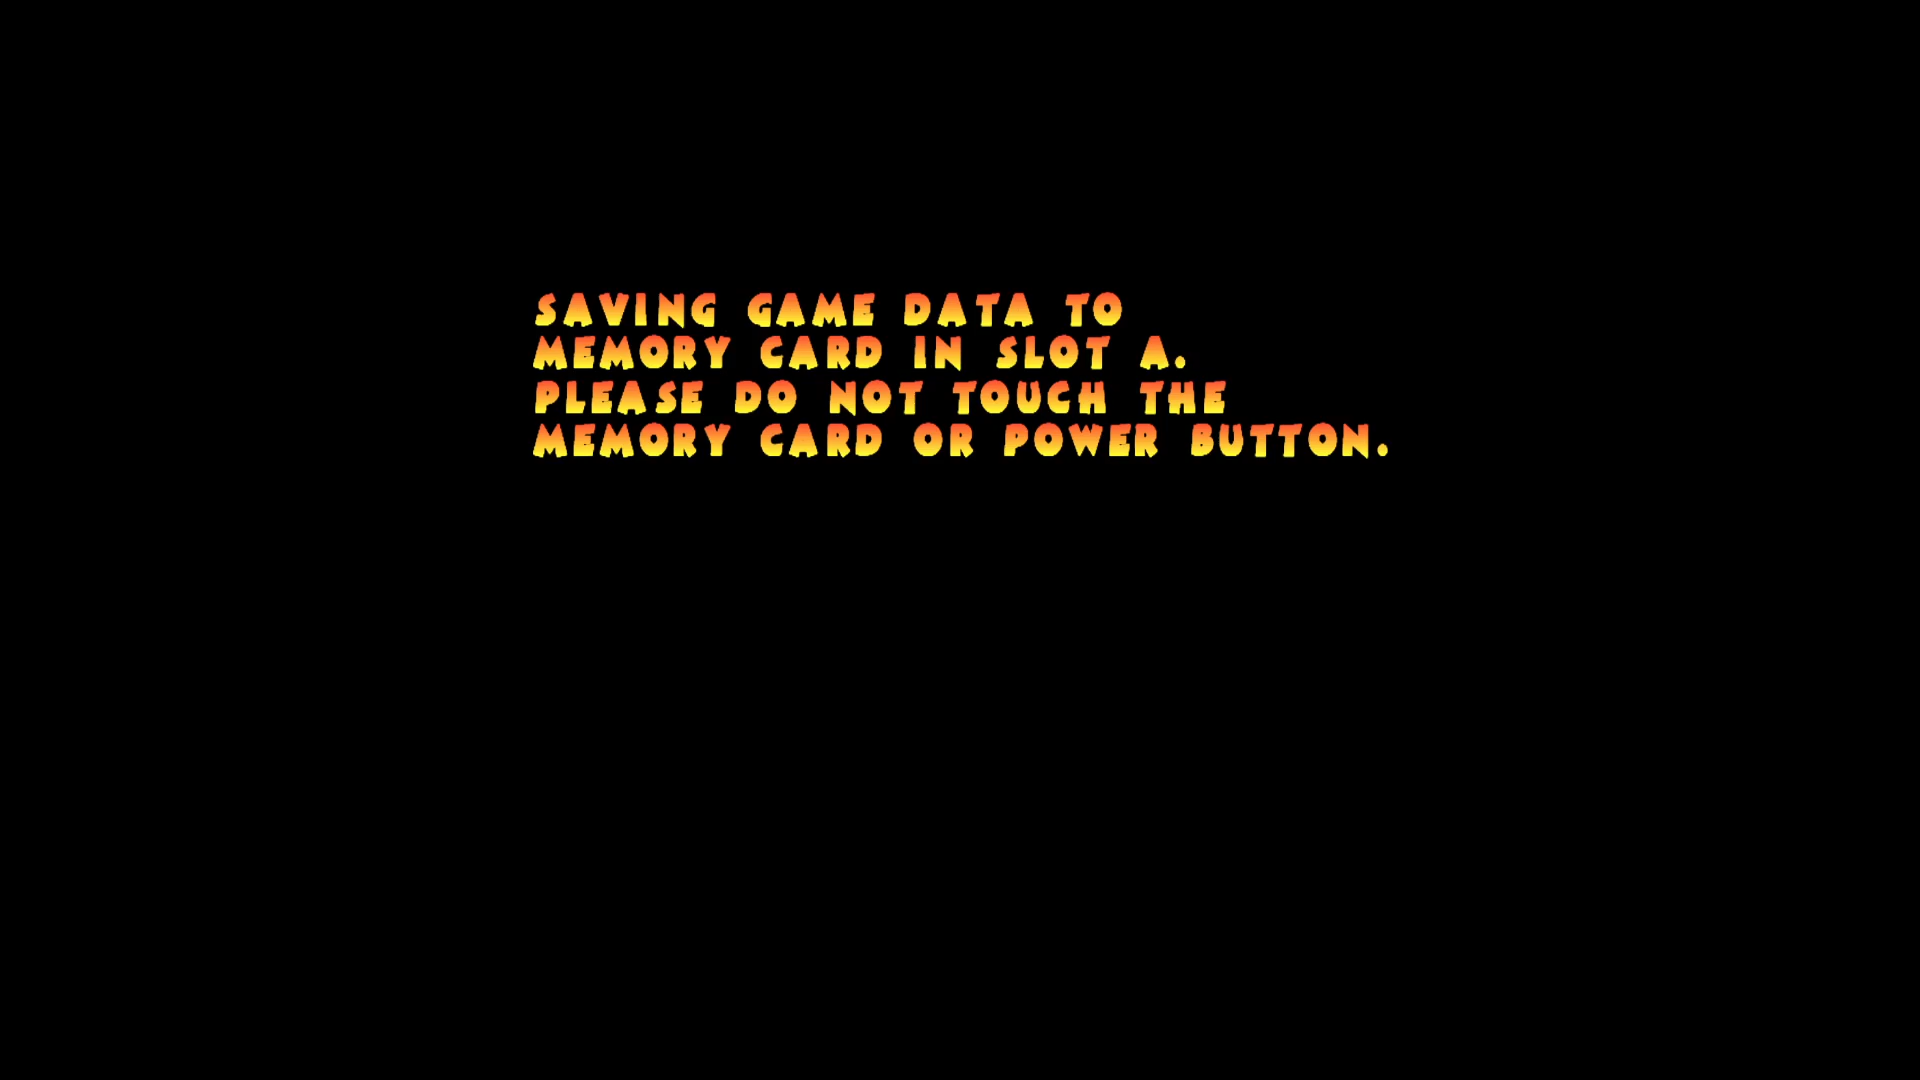 SAVING GAME DATA TO
MEMORY CARD IN SLOT A.
PLEASE DO NOT TOUCH THE
MEMORY CARD OR POWER BUTTON.